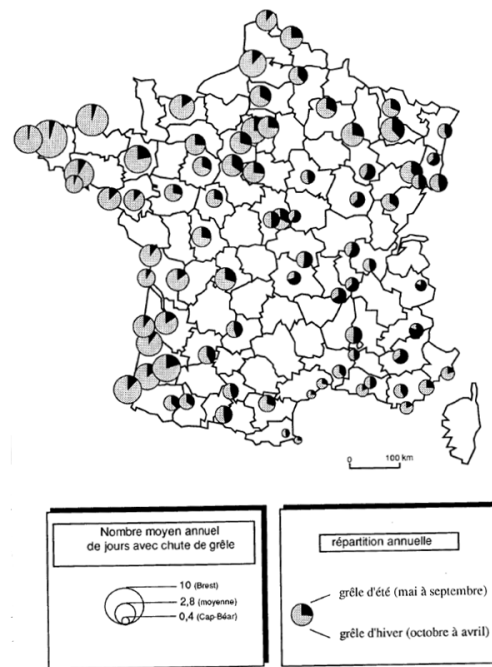 0 100 km
Nombre moyen annuel
de jours avec chute de grêle
10 (Brest)
2,8 (moyenne)
0,4 (Cap-Béar)
répartition annuelle
grêle d'été (mai à septembre)
grêle d'hiver (octobre à avril)